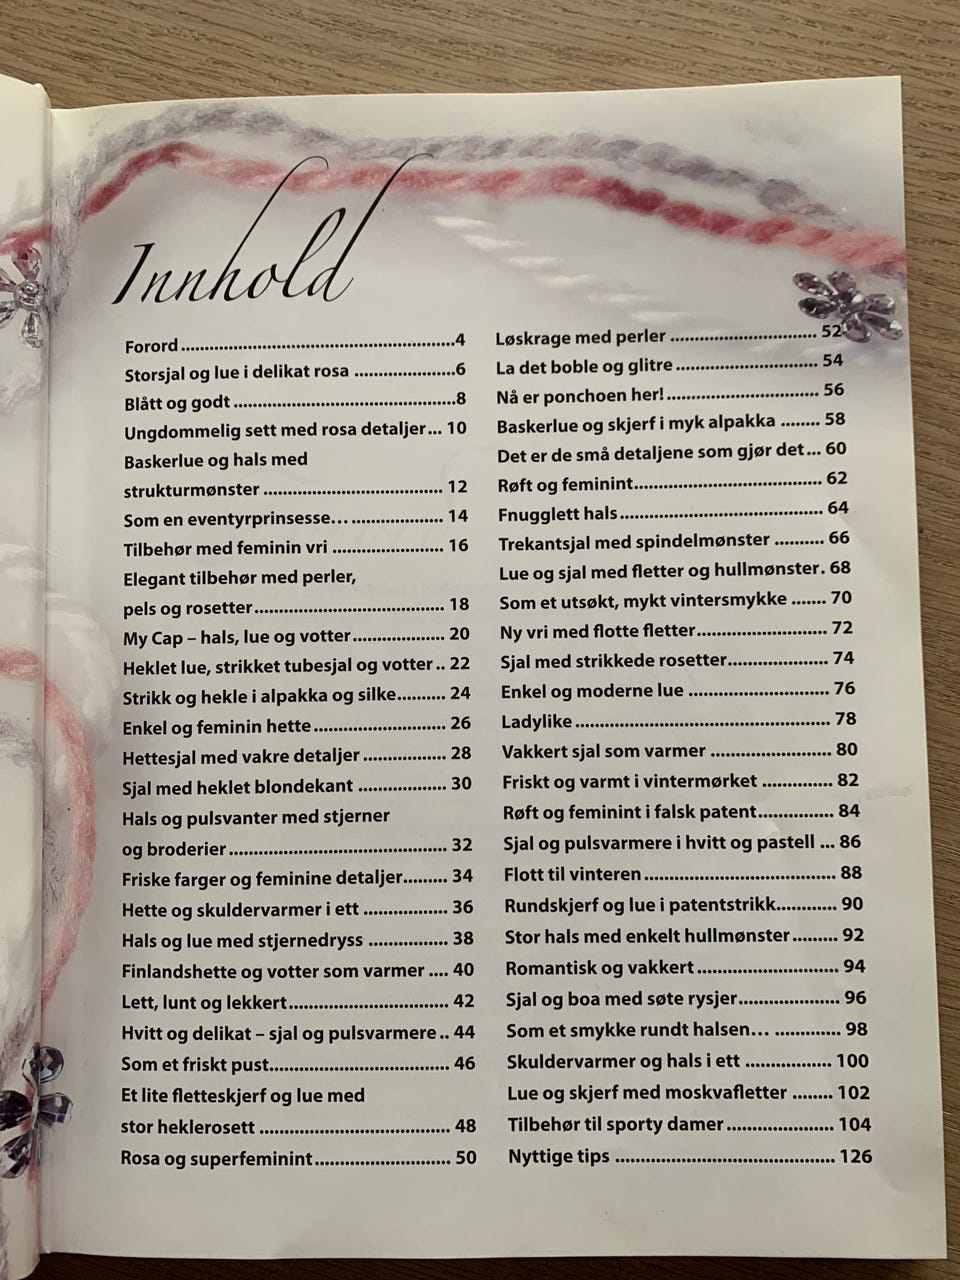 Innhold
Forord ..................................................4
Storsjal og lue i delikat rosa ...................6
Blått og godt .........................................8
Ungdommelig sett med rosa detaljer... 10
Baskerlue og hals med
strukturmønster ................................. 12
Som en eventyrprinsesse... ................. 14
Tilbehør med feminin vri .................... 16
Elegant tilbehør med perler,
pels og rosetter................................... 18
My Cap – hals, lue og votter................. 20
Heklet lue, strikket tubesjal og votter .. 22
Strikk og hekle i alpakka og silke.......... 24
Enkel og feminin hette ........................ 26
Hettesjal med vakre detaljer ............... 28
Sjal med heklet blondekant ................ 30
Hals og pulsvanter med stjerner
og broderier ........................................ 32
Friske farger og feminine detaljer......... 34
Hette og skuldervarmer i ett ................ 36
Hals og lue med stjernedryss ............... 38
Finlandshette og votter som varmer .... 40
Lett, lunt og lekkert............................. 42
Hvitt og delikat – sjal og pulsvarmere .. 44
Som et friskt pust................................. 46
Et lite fletteskjerf og lue med
stor heklerosett ................................... 48
Rosa og superfeminint......................... 50
Løskrage med perler ........................... 52
La det boble og glitre .......................... 54
Nå er ponchoen her!............................ 56
Baskerlue og skjerf i myk alpakka ........ 58
Det er de små detaljene som gjør det... 60
Røft og feminint.................................. 62
Fnugglett hals ..................................... 64
Trekantsjal med spindelmønster .......... 66
Lue og sjal med fletter og hullmønster. 68
Som et utsøkt, mykt vintersmykke ....... 70
Ny vri med flotte fletter........................ 72
Sjal med strikkede rosetter................... 74
Enkel og moderne lue .......................... 76
Ladylike ............................................... 78
Vakkert sjal som varmer ...................... 80
Friskt og varmt i vintermørket ............. 82
Røft og feminint i falsk patent.............. 84
Sjal og pulsvarmere i hvitt og pastell ... 86
Flott til vinteren ................................... 88
Rundskjerf og lue i patentstrikk............ 90
Stor hals med enkelt hullmønster......... 92
Romantisk og vakkert .......................... 94
Sjal og boa med søte rysjer................... 96
Som et smykke rundt halsen... ............. 98
Skuldervarmer og hals i ett ................ 100
Lue og skjerf med moskvafletter ........ 102
Tilbehør til sporty damer .................... 104
Nyttige tips ........................................ 126